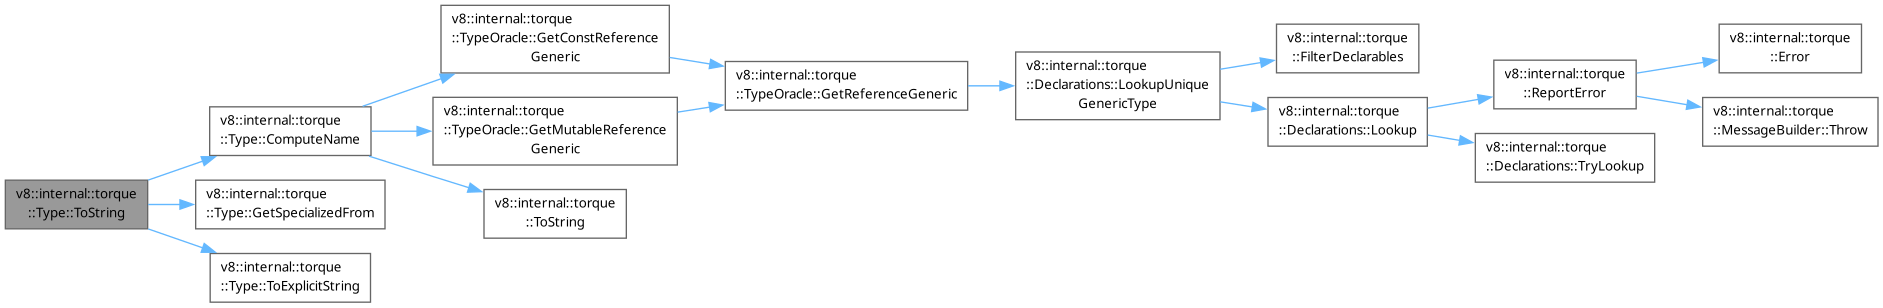 v8::internal::torque
::Type::ToString
v8::internal::torque
::Type::ComputeName
v8::internal::torque
::Type::GetSpecializedFrom
v8::internal::torque
::Type::ToExplicitString
v8::internal::torque
::TypeOracle::GetConstReference
Generic
v8::internal::torque
::TypeOracle::GetMutableReference
Generic
v8::internal::torque
::ToString
v8::internal::torque
::TypeOracle::GetReferenceGeneric
v8::internal::torque
::Declarations::LookupUnique
GenericType
v8::internal::torque
::FilterDeclarables
v8::internal::torque
::Declarations::Lookup
v8::internal::torque
::ReportError
v8::internal::torque
::Declarations::TryLookup
v8::internal::torque
::Error
v8::internal::torque
::MessageBuilder::Throw